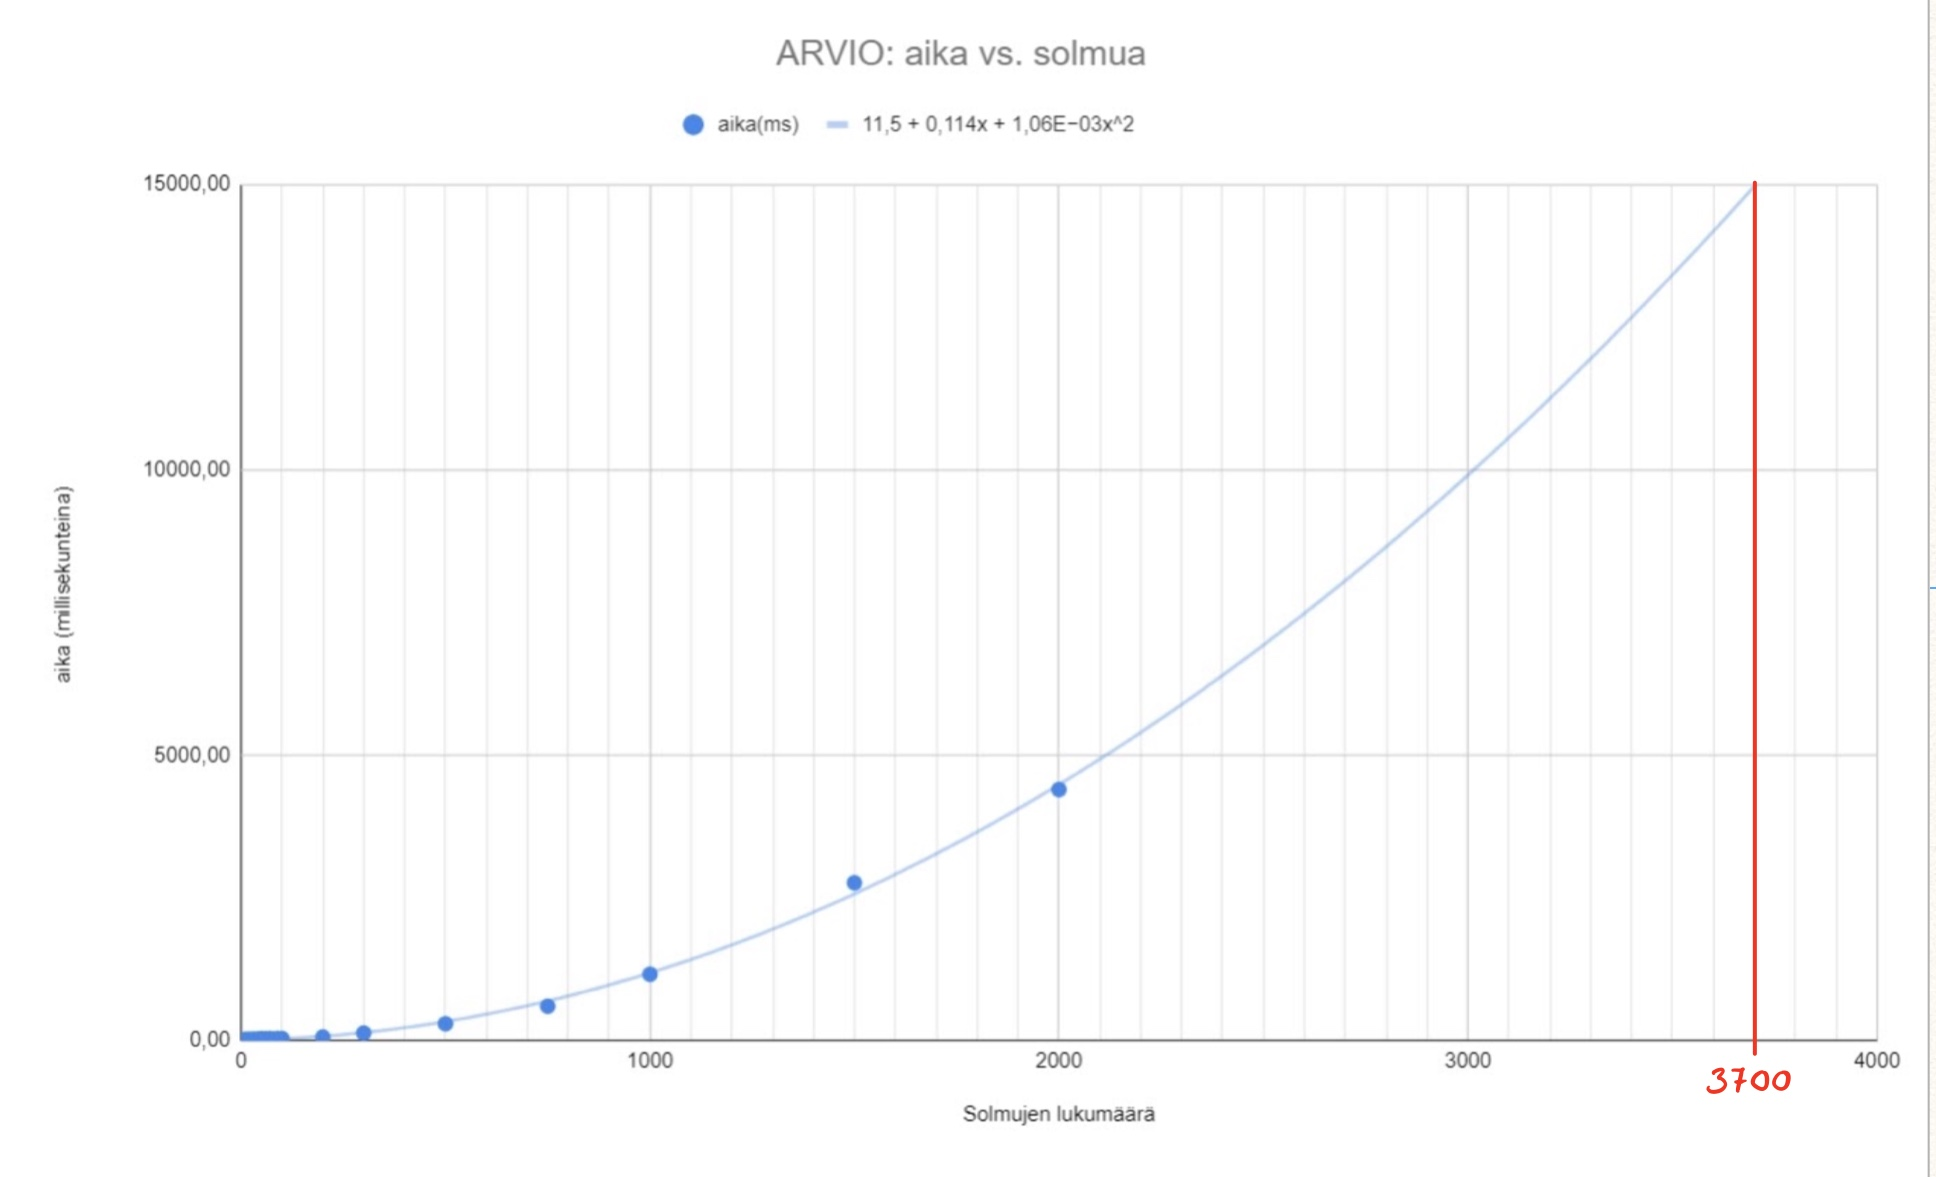 ARVIO: aika vs. solmua
aika(ms) 11,5 + 0,114x + 1,06E−03x^2
15000,00
10000,00
5000,00
0,00
aika (millisekunteina)
0 1000 2000 3000 4000
3700
Solmujen lukumäärä